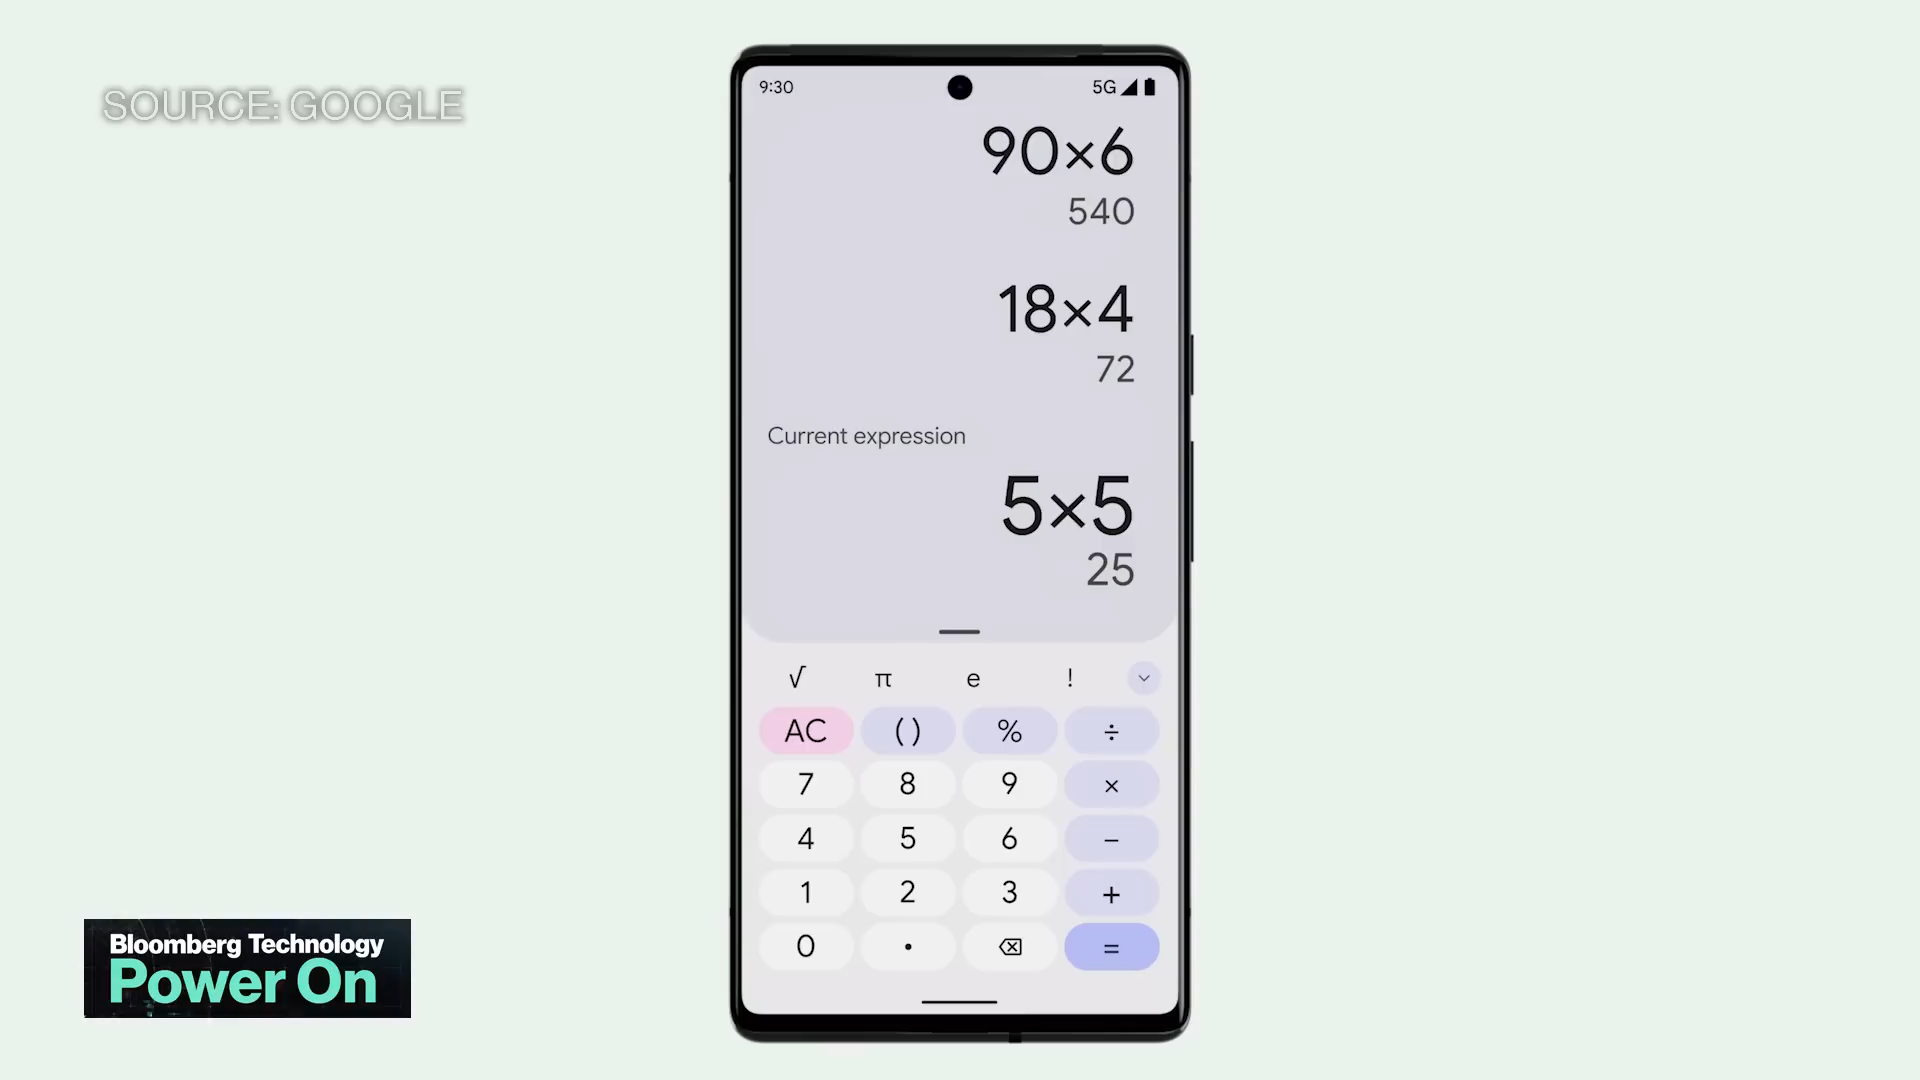 SOURCE: GOOGLE
9:30
5G
90×6
540
18×4
72
Current expression
5×5
25
√ π e !
AC () % ÷
7 8 9 ×
4 5 6 −
1 2 3 +
0 . =
Bloomberg Technology
Power On